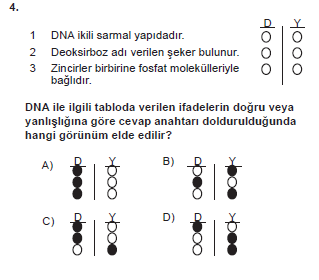 4.
D Y
1 DNA ikili sarmal yapıdadır.
2 Deoksirboz adı verilen şeker bulunur.
3 Zincirler birbirine fosfat molekülleriyle
bağlıdır.
DNA ile ilgili tabloda verilen ifadelerin doğru veya
yanlışlığına göre cevap anahtarı doldurulduğunda
hangi görünüm elde edilir?
A) D Y B) D Y
C) D Y D) D Y